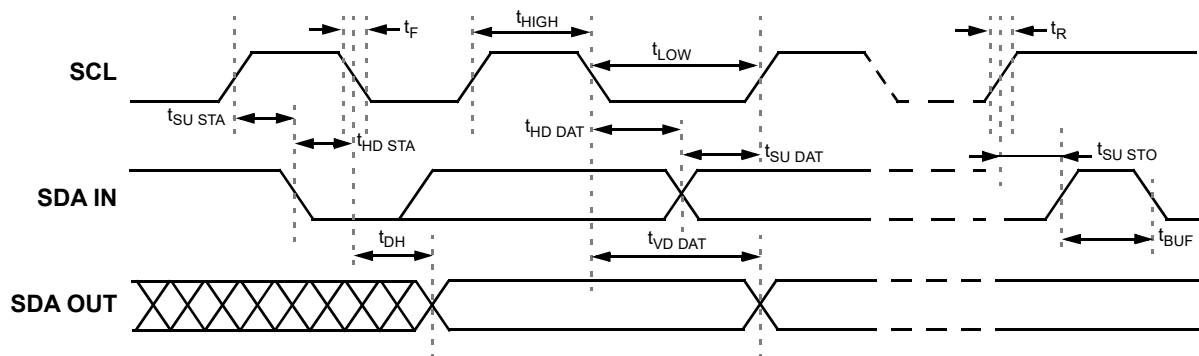 tF
tHIGH
tR
SCL
tLOW
tSU STA
tHD STA
tHD DAT
tSU DAT
tSU STO
SDA IN
tDH
tVD DAT
tBUF
SDA OUT